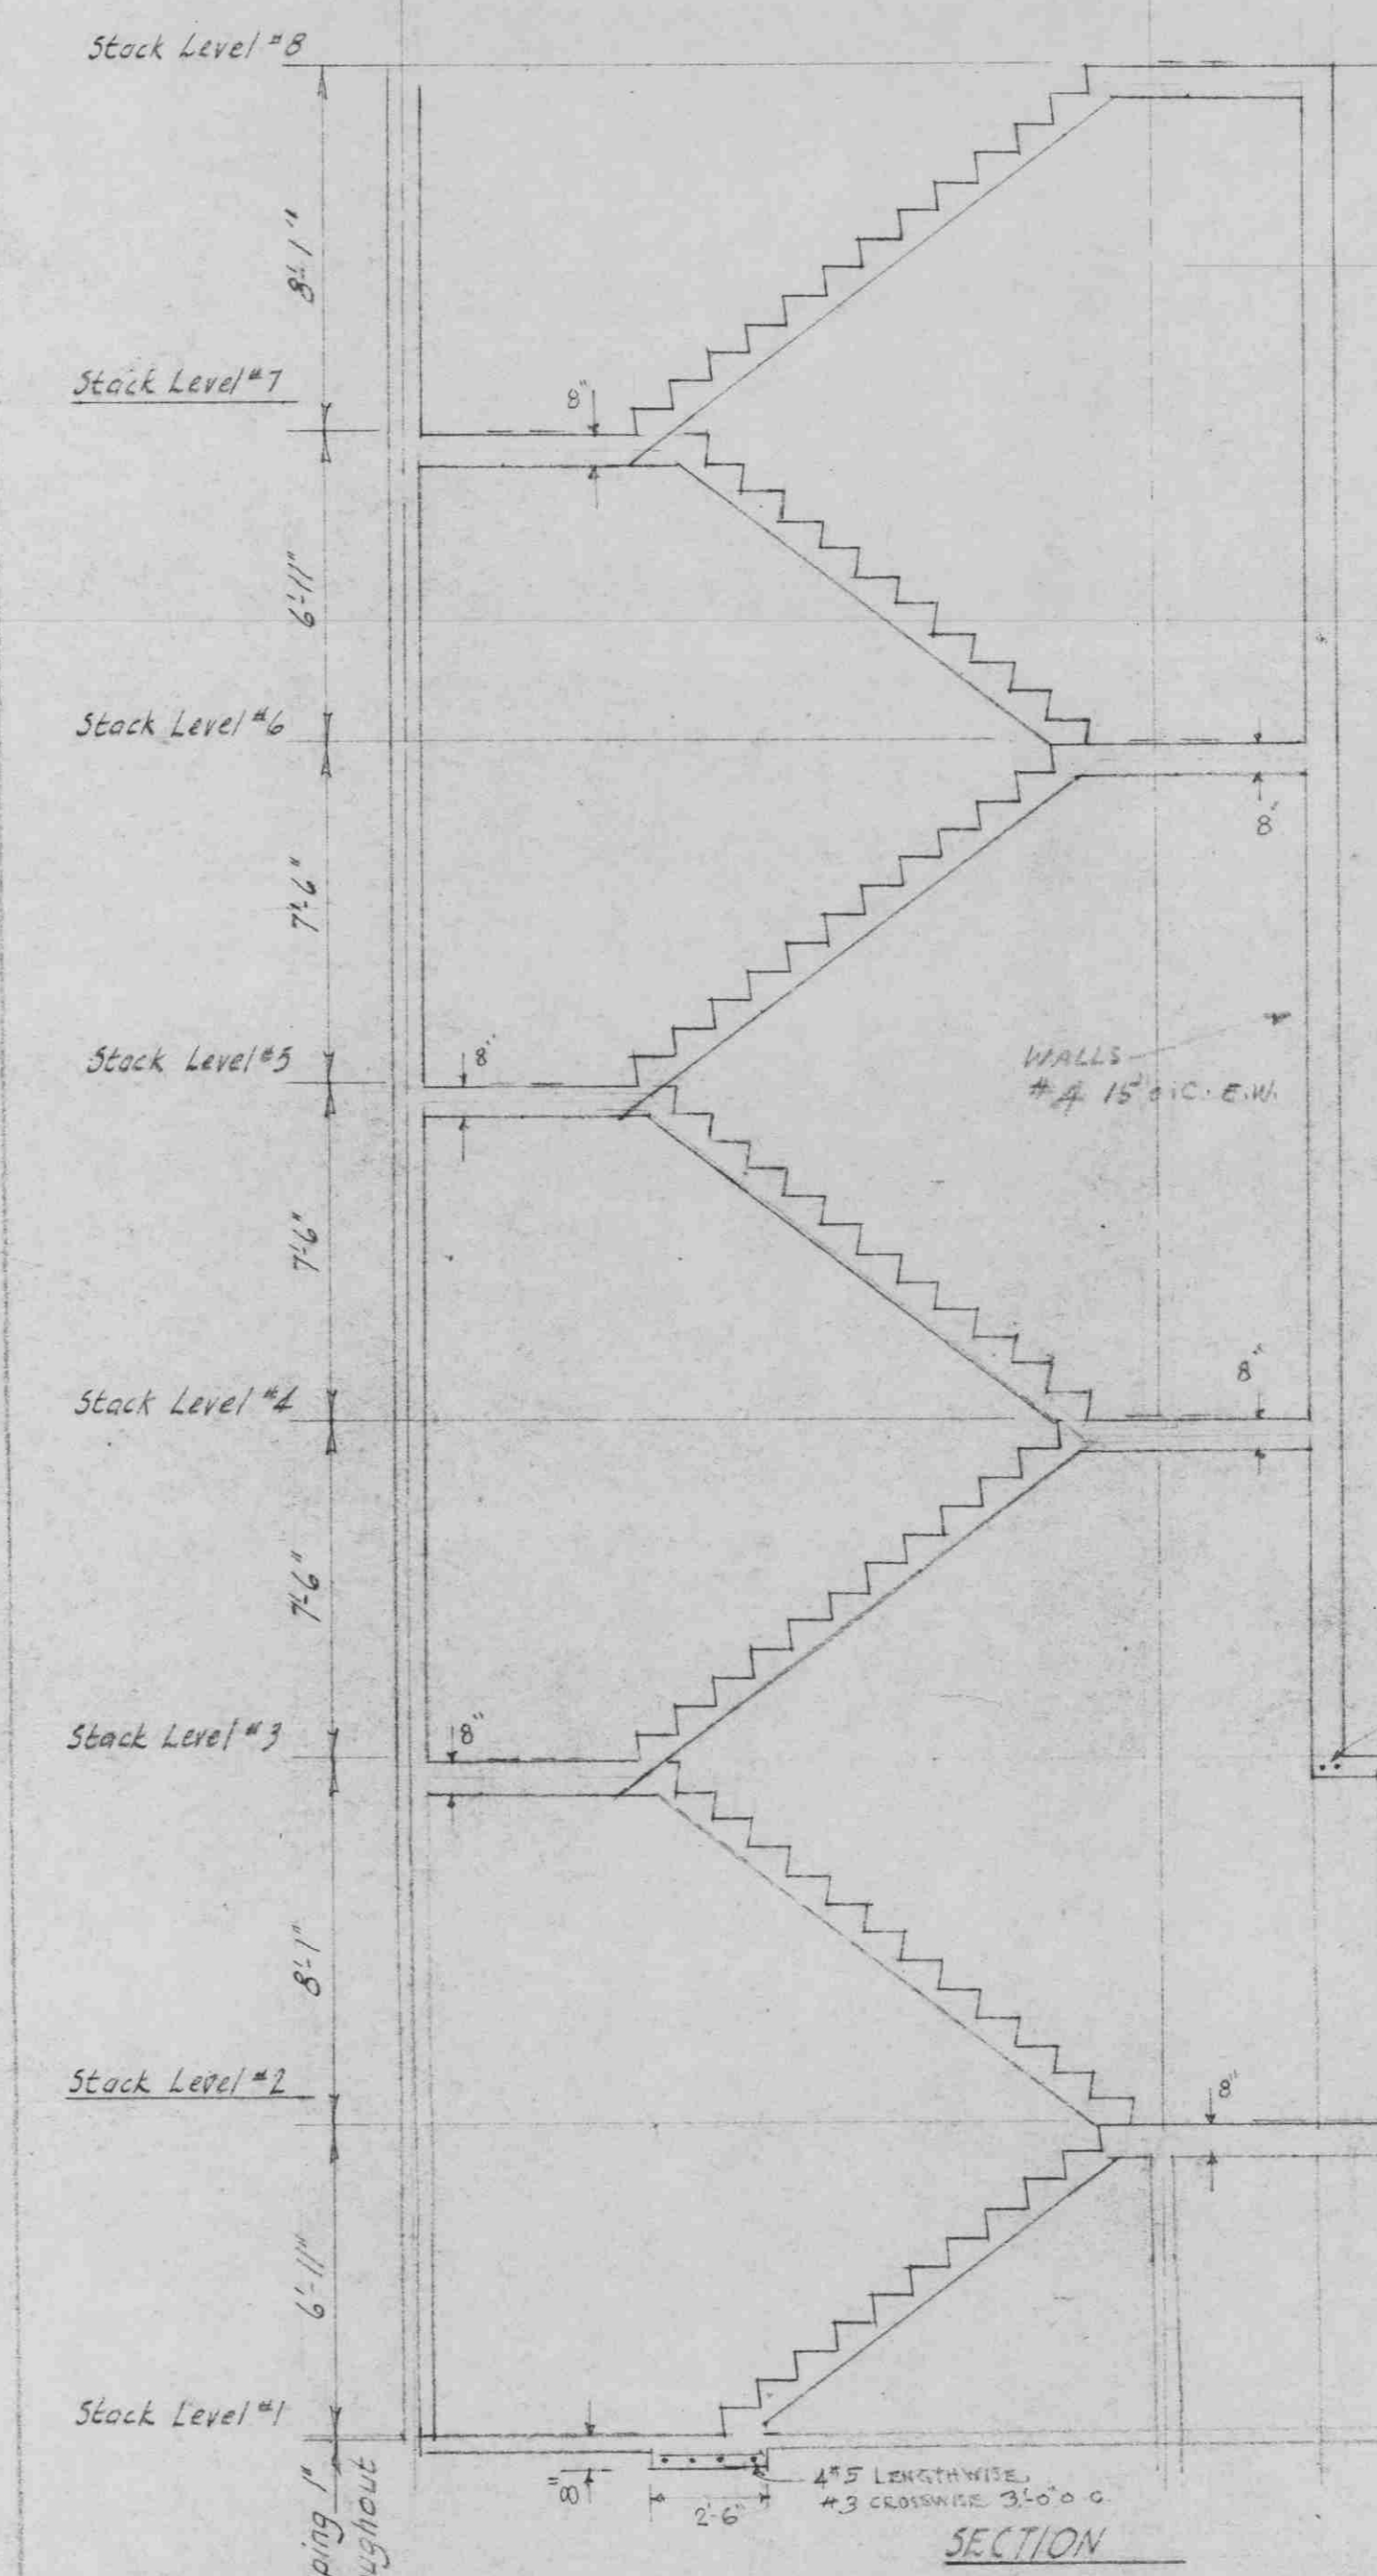 Stack Level #8
8'-1"
Stack Level #7
8"
6'-11"
Stack Level #6
8"
7'-6"
Stack Level #5
8"
WALLS
#4 15" O.C. E.W.
7'-6"
Stack Level #4
8"
7'-6"
Stack Level #3
8"
8'-1"
Stack Level #2
8"
6'-11"
Stack Level #1
8"
2'-6"
4#5 LENGTHWISE
#3 CROSSWISE 3'-0" O.C.
ping 1"
ughout
SECTION